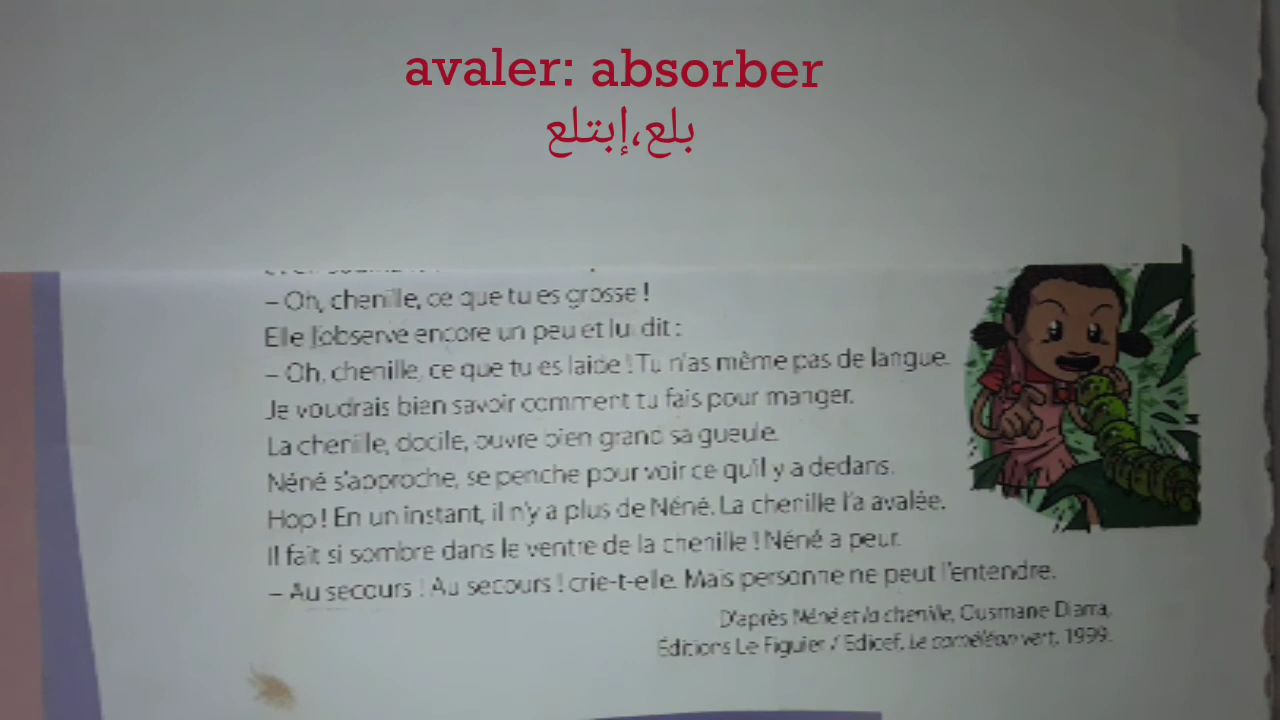 avaler: absorber
بلع،إبتلع
– Oh, chenille, ce que tu es grosse !
Elle l'observe encore un peu et lui dit :
– Oh, chenille, ce que tu es laide ! Tu n'as même pas de langue.
Je voudrais bien savoir comment tu fais pour manger.
La chenille, docile, ouvre bien grand sa gueule.
Néné s'approche, se penche pour voir ce qu'il y a dedans.
Hop ! En un instant, il n'y a plus de Néné. La chenille l'a avalée.
Il fait si sombre dans le ventre de la chenille ! Néné a peur.
– Au secours ! Au secours ! crie-t-elle. Mais personne ne peut l'entendre.
D'après Néné et la chenille, Ousmane Diarra,
Éditions Le Figuier / Edicef, Le caméléon vert, 1999.